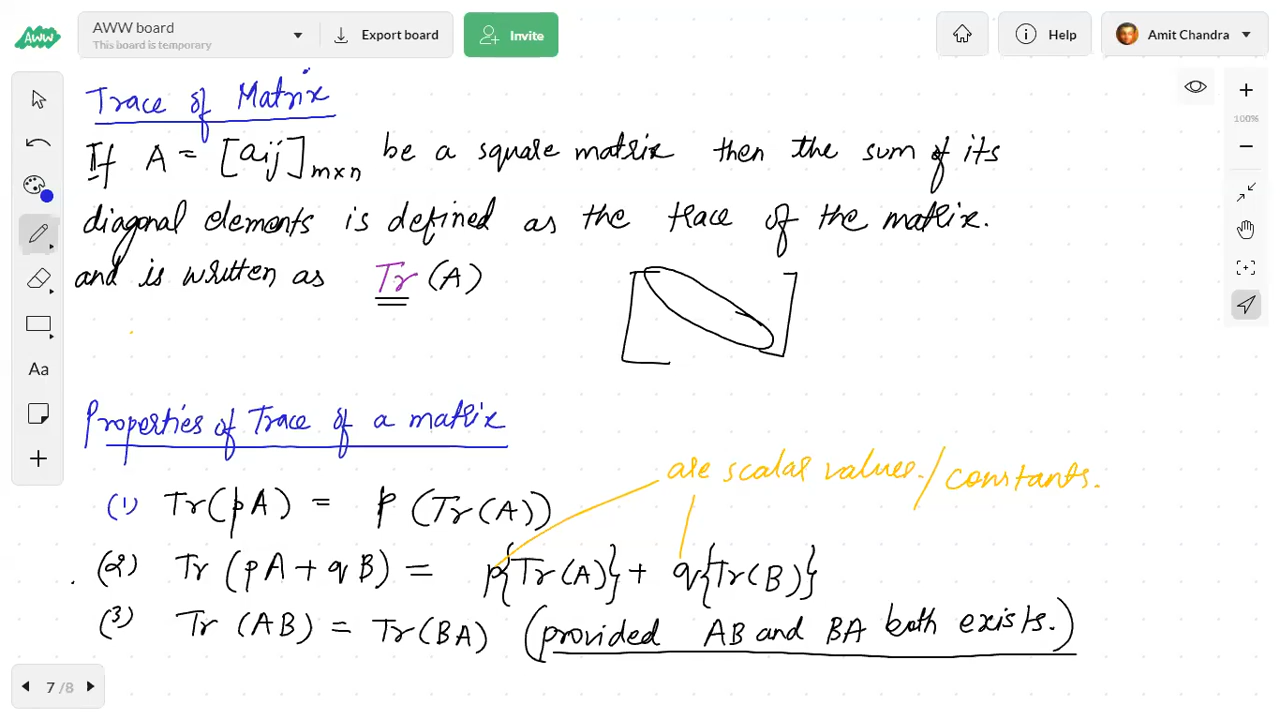 AWW
AWW board
This board is temporary
Export board
Invite
Help
Amit Chandra
Trace of Matrix
If A = [aij]m×n be a square matrix then the sum of its
diagonal elements is defined as the trace of the matrix.
and is written as Tr (A)
Properties of Trace of a matrix
are scalar values./constants.
(1) Tr(pA) = p (Tr(A))
(2) Tr (pA + qB) = p{Tr(A)} + q{Tr(B)}
(3) Tr (AB) = Tr(BA) (provided AB and BA both exists.)
Aa
100%
7 /8